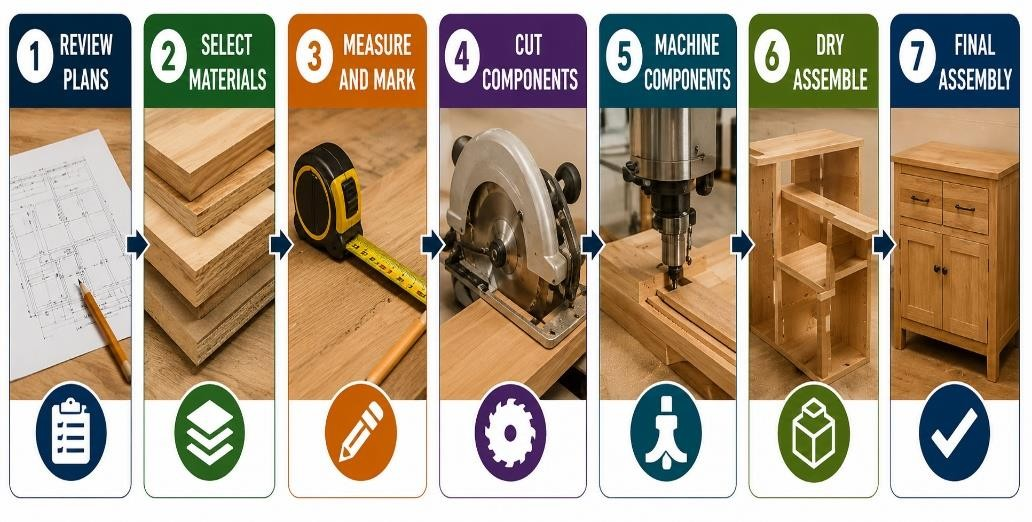 1 REVIEW
PLANS
2 SELECT
MATERIALS
3 MEASURE
AND MARK
4 CUT
COMPONENTS
5 MACHINE
COMPONENTS
6 DRY
ASSEMBLE
7 FINAL
ASSEMBLY